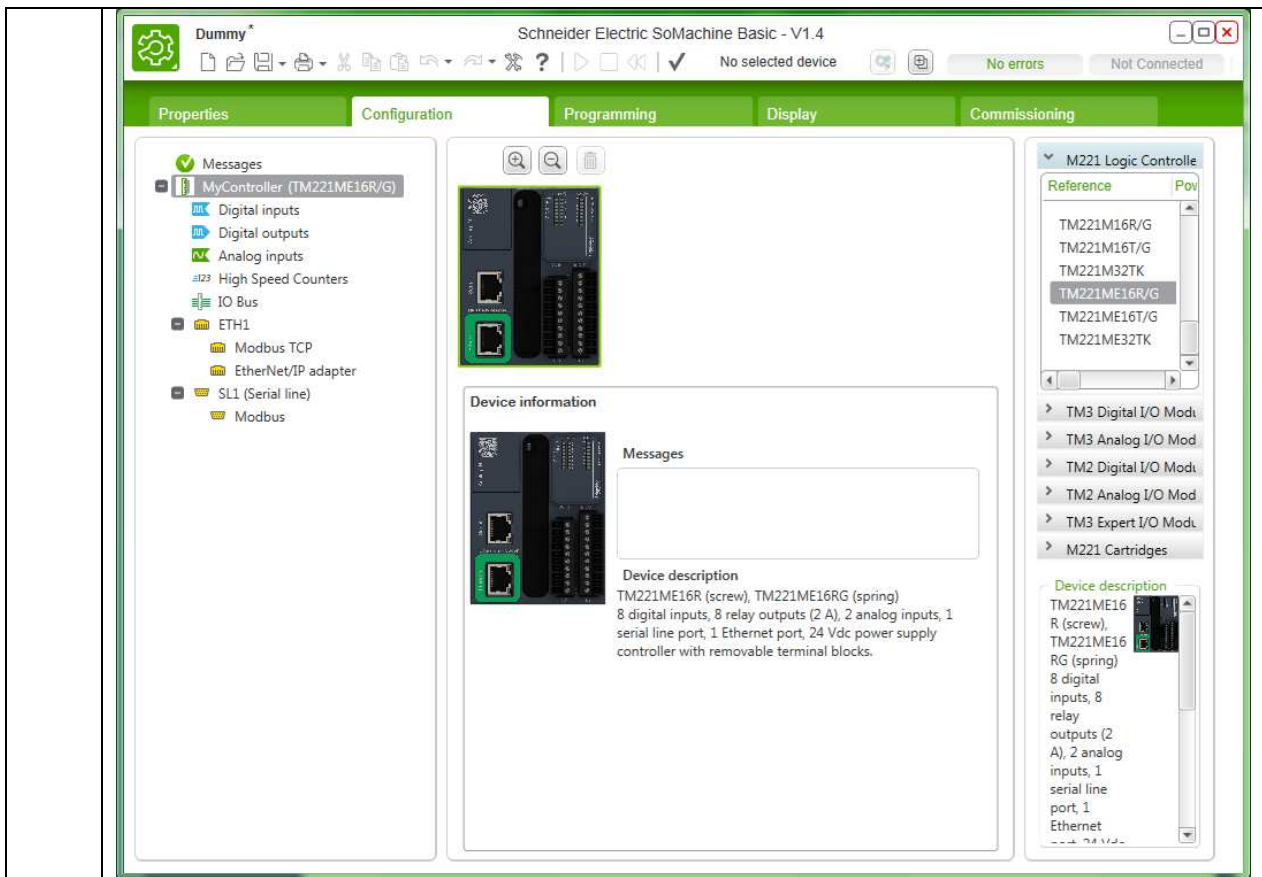 Dummy*
Schneider Electric SoMachine Basic - V1.4
No selected device
No errors
Not Connected
Properties
Configuration
Programming
Display
Commissioning
Messages
MyController (TM221ME16R/G)
Digital inputs
Digital outputs
Analog inputs
High Speed Counters
IO Bus
ETH1
Modbus TCP
EtherNet/IP adapter
SL1 (Serial line)
Modbus
Device information
Messages
Device description
TM221ME16R (screw), TM221ME16RG (spring)
8 digital inputs, 8 relay outputs (2 A), 2 analog inputs, 1
serial line port, 1 Ethernet port, 24 Vdc power supply
controller with removable terminal blocks.
M221 Logic Controlle
Reference Pov
TM221M16R/G
TM221M16T/G
TM221M32TK
TM221ME16R/G
TM221ME16T/G
TM221ME32TK
TM3 Digital I/O Modu
TM3 Analog I/O Mod
TM2 Digital I/O Modu
TM2 Analog I/O Mod
TM3 Expert I/O Modu
M221 Cartridges
Device description
TM221ME16
R (screw),
TM221ME16
RG (spring)
8 digital
inputs, 8
relay
outputs (2
A), 2 analog
inputs, 1
serial line
port, 1
Ethernet
port, 24 Vdc